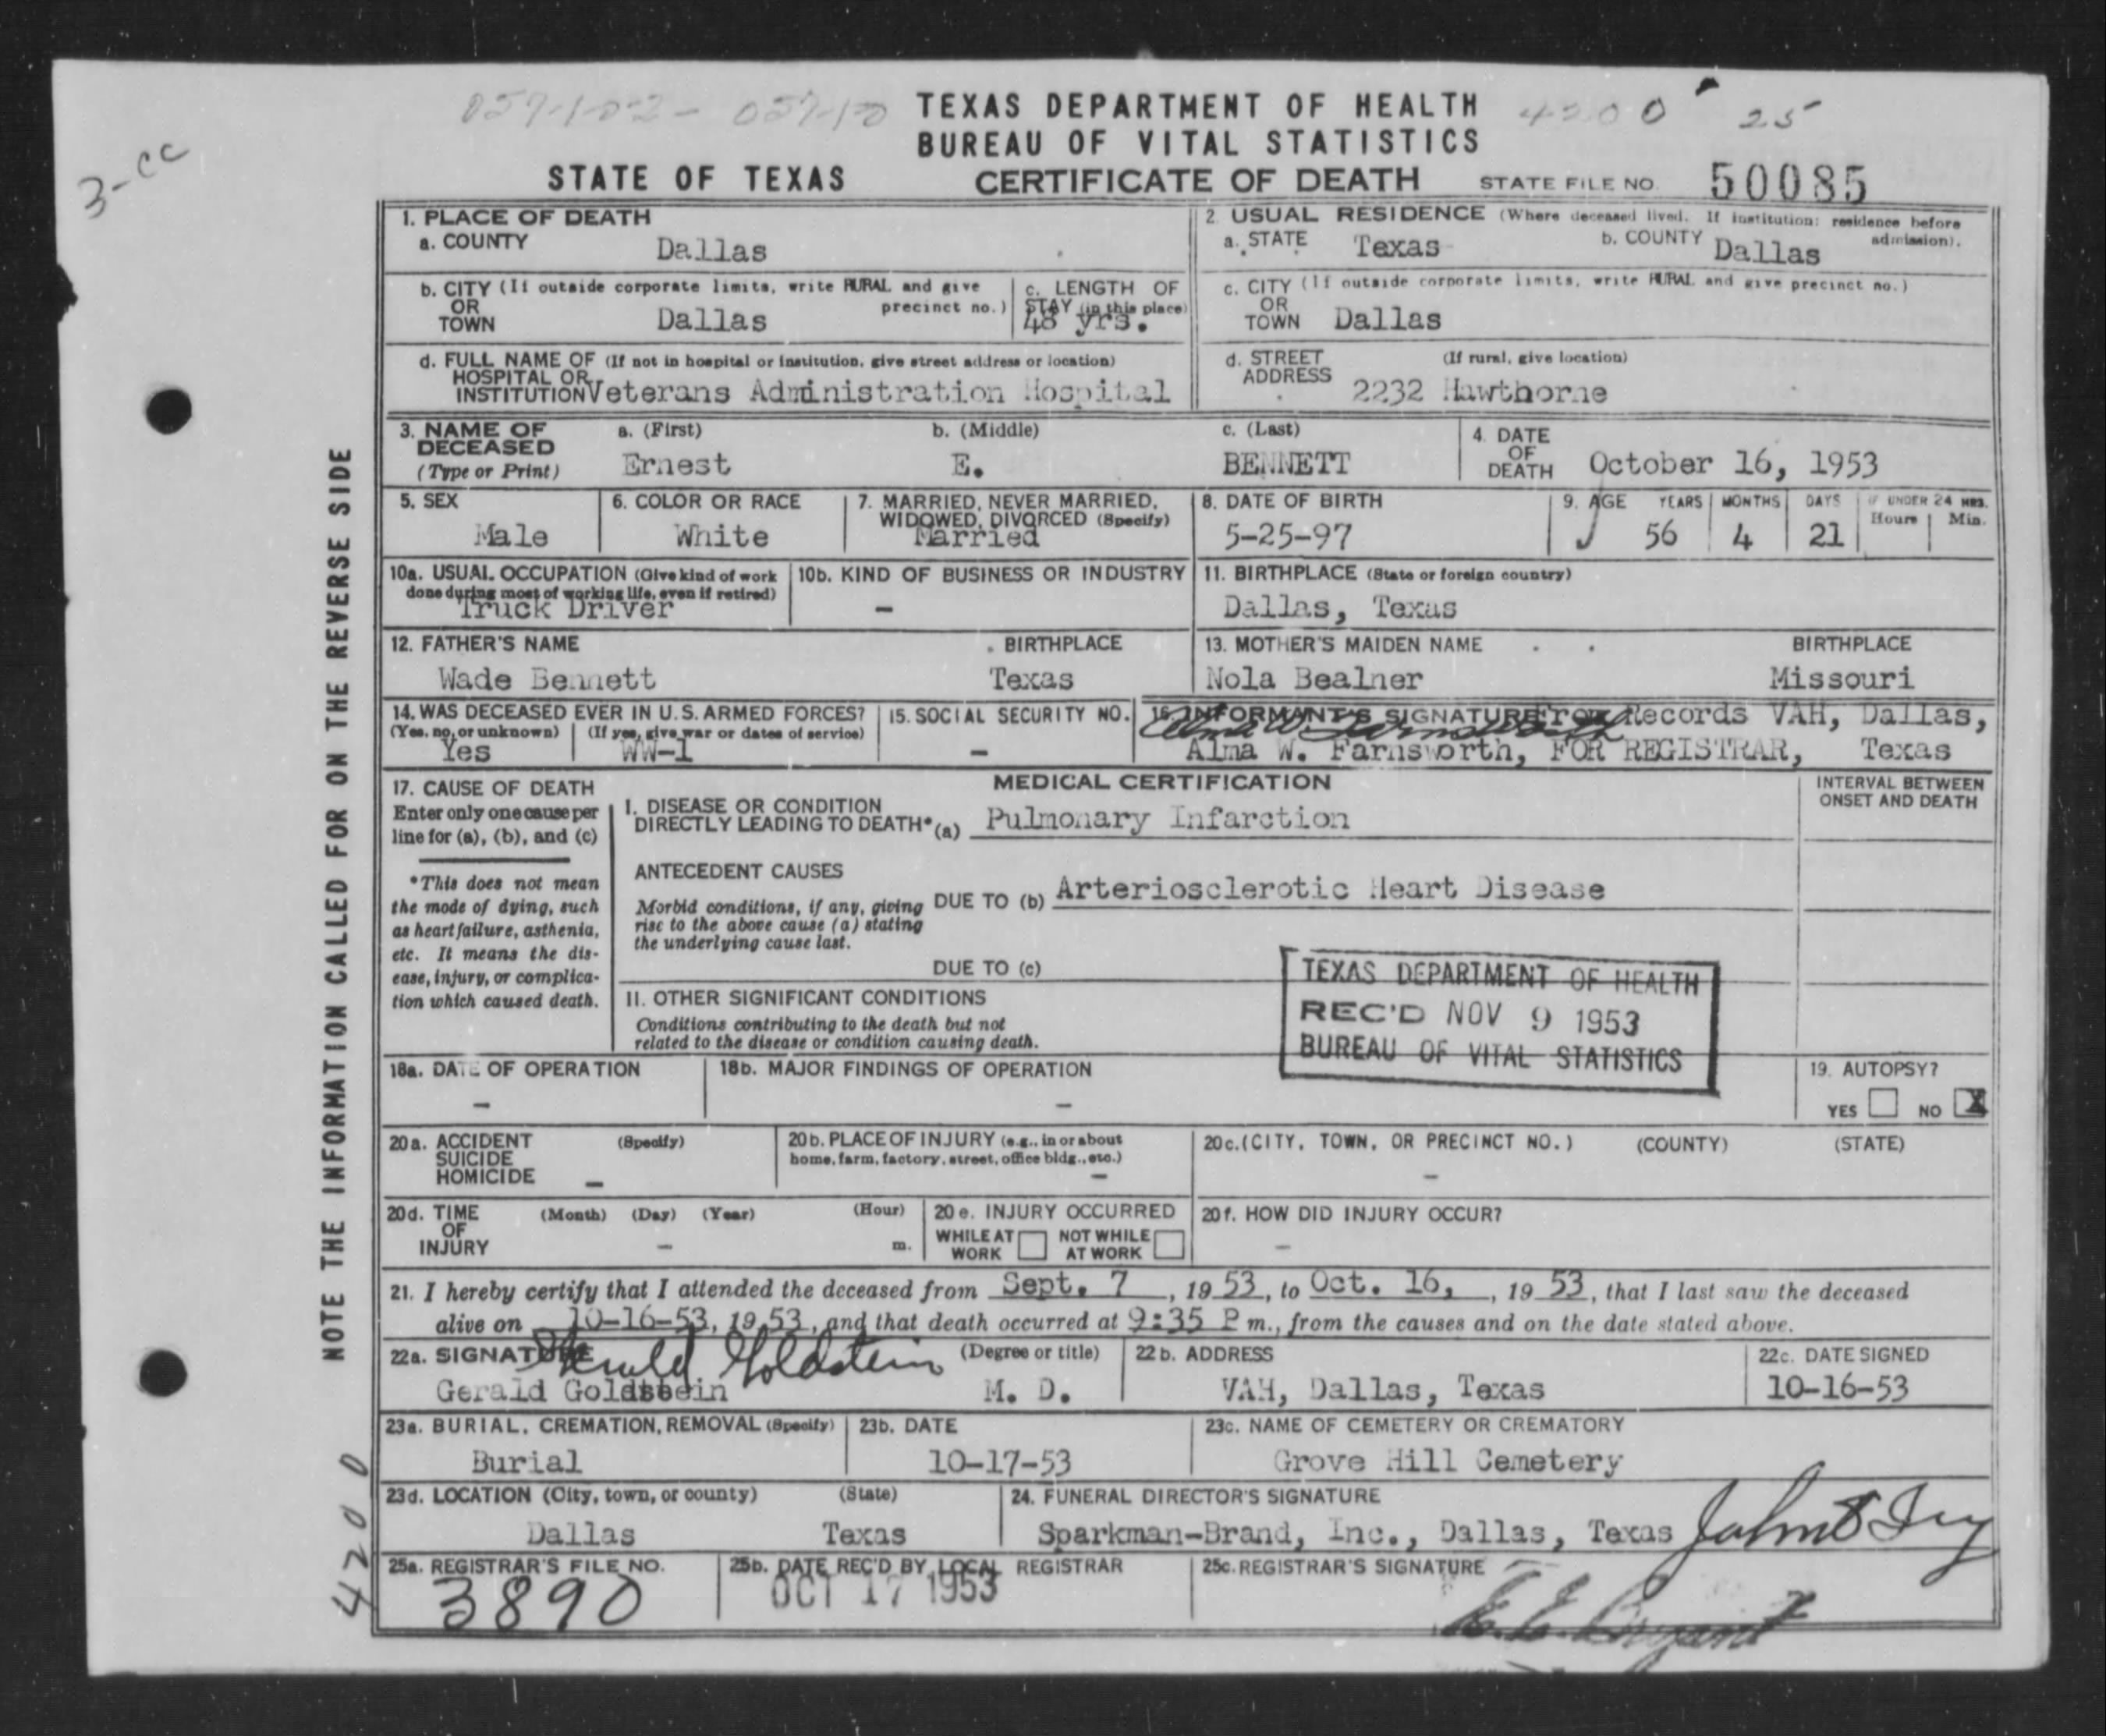 3-cc
TEXAS DEPARTMENT OF HEALTH 4200 25
BUREAU OF VITAL STATISTICS
STATE OF TEXAS CERTIFICATE OF DEATH STATE FILE NO. 50085
NOTE THE INFORMATION CALLED FOR ON THE REVERSE SIDE
4200
1. PLACE OF DEATH
a. COUNTY Dallas
2. USUAL RESIDENCE (Where deceased lived. If institution: residence before admission).
a. STATE Texas b. COUNTY Dallas
b. CITY (If outside corporate limits, write RURAL and give precinct no.)
OR
TOWN Dallas
c. LENGTH OF
STAY (in this place)
48 yrs.
c. CITY (If outside corporate limits, write RURAL and give precinct no.)
OR
TOWN Dallas
d. FULL NAME OF (If not in hospital or institution, give street address or location)
HOSPITAL OR
INSTITUTION Veterans Administration Hospital
d. STREET (If rural, give location)
ADDRESS 2232 Hawthorne
3. NAME OF DECEASED
(Type or Print)
a. (First) b. (Middle) c. (Last)
Ernest E. BENNETT
4. DATE
OF
DEATH October 16, 1953
5. SEX
Male
6. COLOR OR RACE
White
7. MARRIED, NEVER MARRIED,
WIDOWED, DIVORCED (Specify)
Married
8. DATE OF BIRTH
5-25-97
9. AGE YEARS MONTHS DAYS IF UNDER 24 HRS.
Hours Min.
56 4 21
10a. USUAL OCCUPATION (Give kind of work
done during most of working life, even if retired)
Truck Driver
10b. KIND OF BUSINESS OR INDUSTRY
-
11. BIRTHPLACE (State or foreign country)
Dallas, Texas
12. FATHER'S NAME BIRTHPLACE
Wade Bennett Texas
13. MOTHER'S MAIDEN NAME BIRTHPLACE
Nola Bealner Missouri
14. WAS DECEASED EVER IN U.S. ARMED FORCES?
(Yes, no, or unknown) (If yes, give war or dates of service)
Yes WW-1
15. SOCIAL SECURITY NO.
-
16. INFORMANT'S SIGNATURE From Records VAH, Dallas,
Alma W. Farnsworth
Alma W. Farnsworth, FOR REGISTRAR, Texas
17. CAUSE OF DEATH
Enter only one cause per
line for (a), (b), and (c)
*This does not mean
the mode of dying, such
as heart failure, asthenia,
etc. It means the dis-
ease, injury, or complica-
tion which caused death.
MEDICAL CERTIFICATION
INTERVAL BETWEEN
ONSET AND DEATH
I. DISEASE OR CONDITION
DIRECTLY LEADING TO DEATH* (a) Pulmonary Infarction
ANTECEDENT CAUSES
Morbid conditions, if any, giving
rise to the above cause (a) stating
the underlying cause last.
DUE TO (b) Arteriosclerotic Heart Disease
DUE TO (c)
II. OTHER SIGNIFICANT CONDITIONS
Conditions contributing to the death but not
related to the disease or condition causing death.
TEXAS DEPARTMENT OF HEALTH
REC'D NOV 9 1953
BUREAU OF VITAL STATISTICS
18a. DATE OF OPERATION
-
18b. MAJOR FINDINGS OF OPERATION
-
19. AUTOPSY?
YES NO X
20a. ACCIDENT (Specify)
SUICIDE
HOMICIDE -
20b. PLACE OF INJURY (e.g., in or about
home, farm, factory, street, office bldg., etc.)
-
20c. (CITY, TOWN, OR PRECINCT NO.) (COUNTY) (STATE)
-
20d. TIME (Month) (Day) (Year) (Hour)
OF
INJURY - m.
20e. INJURY OCCURRED
WHILE AT WORK NOT WHILE AT WORK
20f. HOW DID INJURY OCCUR?
-
21. I hereby certify that I attended the deceased from Sept. 7, 19 53, to Oct. 16, , 19 53, that I last saw the deceased
alive on 10-16-53, 19 53, and that death occurred at 9:35 P m., from the causes and on the date stated above.
22a. SIGNATURE Gerald Goldstein (Degree or title)
Gerald Goldstein M. D.
22b. ADDRESS
VAH, Dallas, Texas
22c. DATE SIGNED
10-16-53
23a. BURIAL, CREMATION, REMOVAL (Specify)
Burial
23b. DATE
10-17-53
23c. NAME OF CEMETERY OR CREMATORY
Grove Hill Cemetery
23d. LOCATION (City, town, or county) (State)
Dallas Texas
24. FUNERAL DIRECTOR'S SIGNATURE
Sparkman-Brand, Inc., Dallas, Texas
25a. REGISTRAR'S FILE NO.
3890
25b. DATE REC'D BY LOCAL REGISTRAR
OCT 17 1953
25c. REGISTRAR'S SIGNATURE
E. E. Bryant